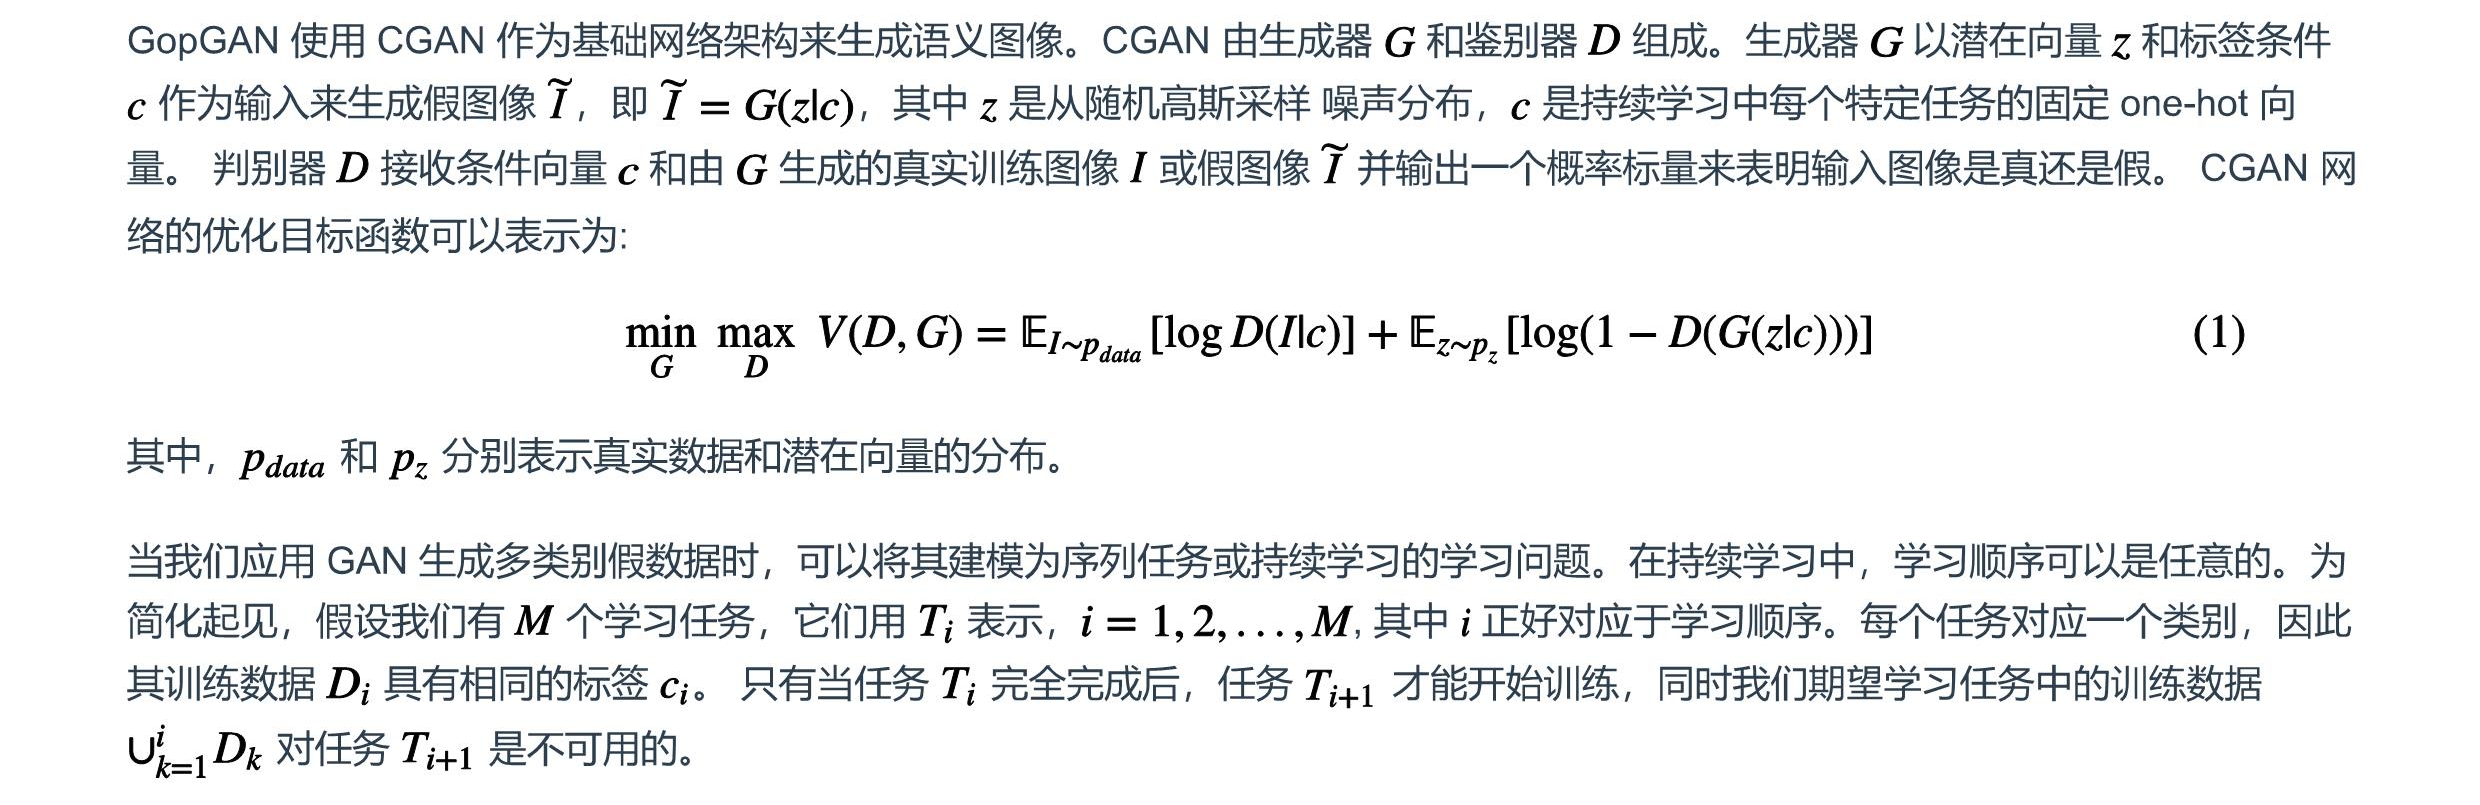 GopGAN 使用 CGAN 作为基础网络架构来生成语义图像。CGAN 由生成器 G 和鉴别器 D 组成。生成器 G 以潜在向量 z 和标签条件
c 作为输入来生成假图像 Ĩ，即 Ĩ = G(z|c)，其中 z 是从随机高斯采样 噪声分布，c 是持续学习中每个特定任务的固定 one-hot 向
量。 判别器 D 接收条件向量 c 和由 G 生成的真实训练图像 I 或假图像 Ĩ 并输出一个概率标量来表明输入图像是真还是假。 CGAN 网
络的优化目标函数可以表示为:
min_G max_D V(D, G) = 𝔼_{I∼p_{data}} [log D(I|c)] + 𝔼_{z∼p_z} [log(1 − D(G(z|c)))] (1)
其中，p_{data} 和 p_z 分别表示真实数据和潜在向量的分布。
当我们应用 GAN 生成多类别假数据时，可以将其建模为序列任务或持续学习的学习问题。在持续学习中，学习顺序可以是任意的。为
简化起见，假设我们有 M 个学习任务，它们用 T_i 表示，i = 1, 2, . . . , M, 其中 i 正好对应于学习顺序。每个任务对应一个类别，因此
其训练数据 D_i 具有相同的标签 c_i。 只有当任务 T_i 完全完成后，任务 T_{i+1} 才能开始训练，同时我们期望学习任务中的训练数据
∪_{k=1}^{i} D_k 对任务 T_{i+1} 是不可用的。